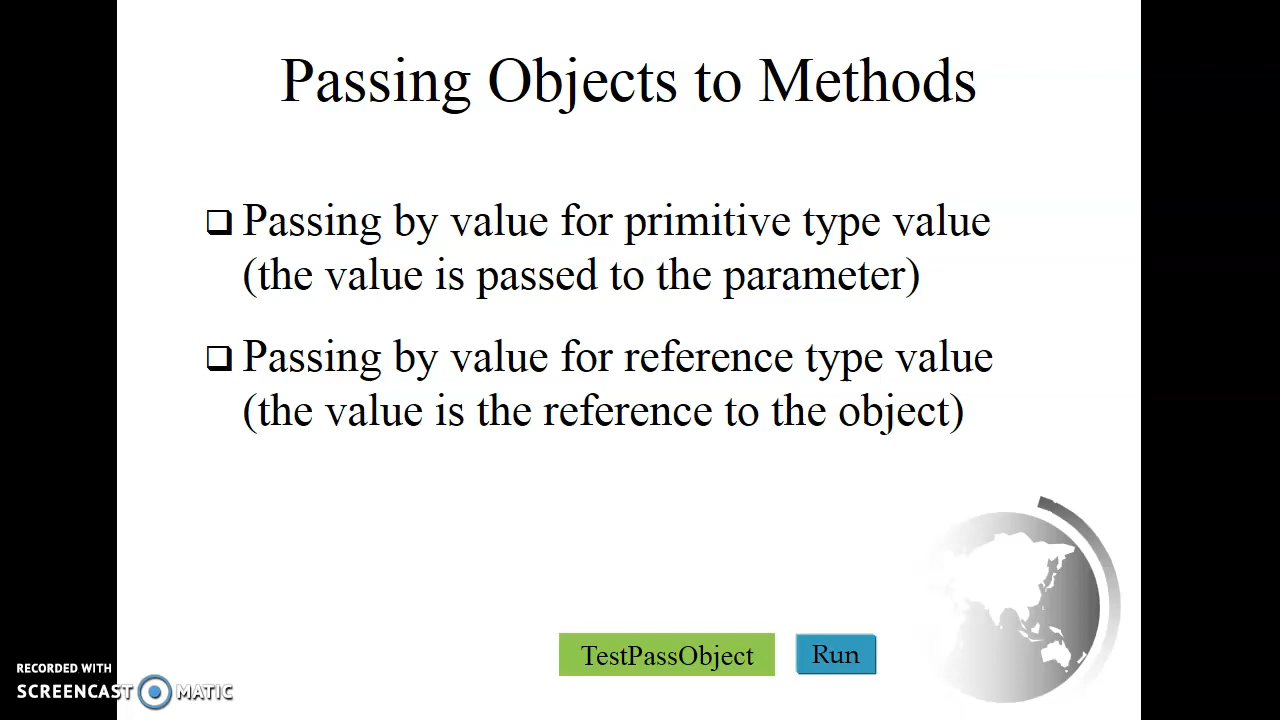 Passing Objects to Methods
❑ Passing by value for primitive type value
(the value is passed to the parameter)
❑ Passing by value for reference type value
(the value is the reference to the object)
TestPassObject
Run
RECORDED WITH
SCREENCAST MATIC